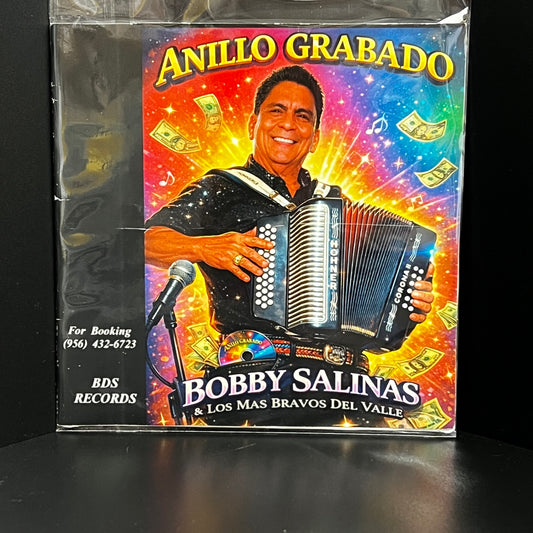 ANILLO GRABADO
HOHNER
CORONA II
For Booking
(956) 432-6723
ANILLO GRABADO
BDS
RECORDS
BOBBY SALINAS
& LOS MAS BRAVOS DEL VALLE